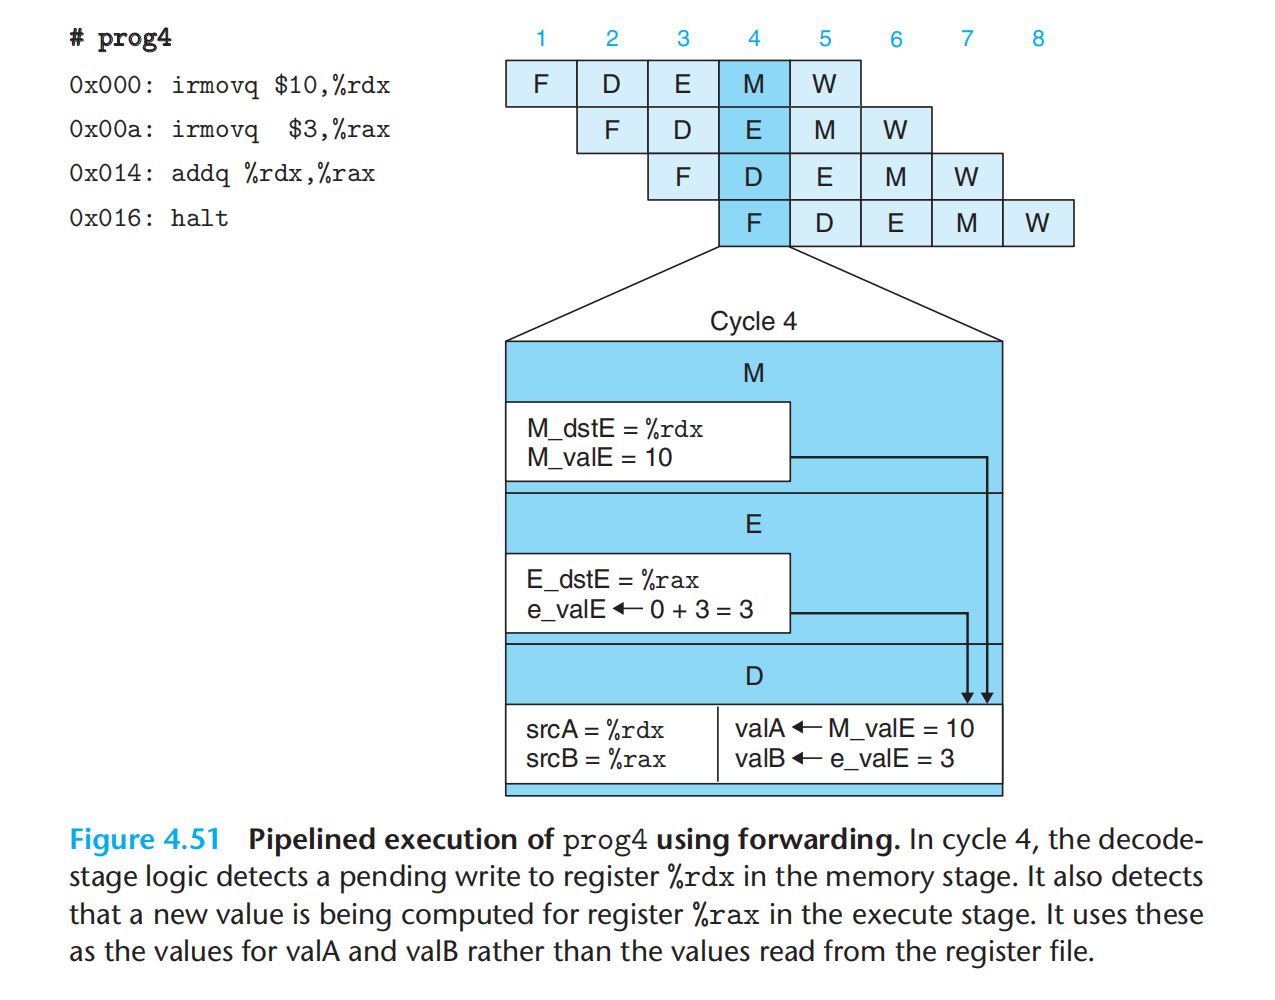 # prog4
1 2 3 4 5 6 7 8
0x000: irmovq $10,%rdx F D E M W
0x00a: irmovq  $3,%rax F D E M W
0x014: addq %rdx,%rax F D E M W
0x016: halt F D E M W
Cycle 4
M
M_dstE = %rdx
M_valE = 10
E
E_dstE = %rax
e_valE ← 0 + 3 = 3
D
srcA = %rdx valA ← M_valE = 10
srcB = %rax valB ← e_valE = 3
Figure 4.51 Pipelined execution of prog4 using forwarding. In cycle 4, the decode-
stage logic detects a pending write to register %rdx in the memory stage. It also detects
that a new value is being computed for register %rax in the execute stage. It uses these
as the values for valA and valB rather than the values read from the register file.